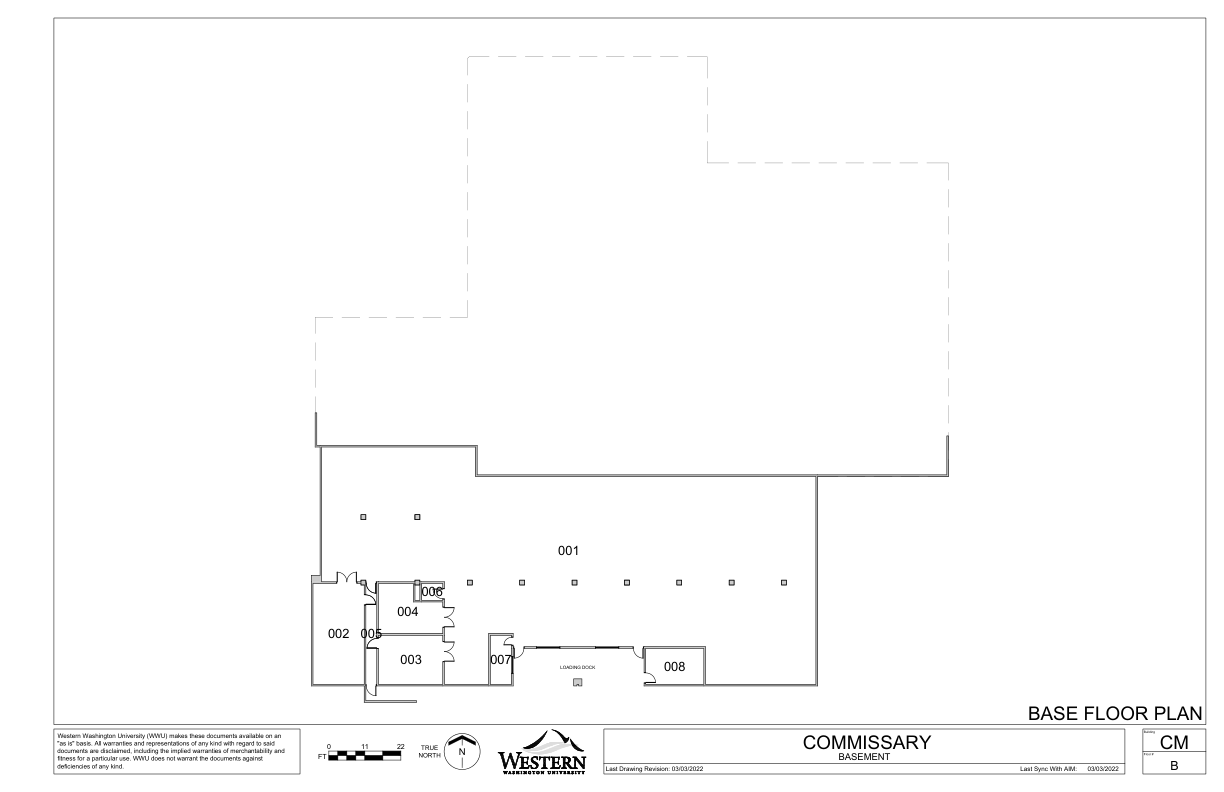 001
006
004
002
005
003
007
008
LOADING DOCK
BASE FLOOR PLAN
Western Washington University (WWU) makes these documents available on an
"as is" basis. All warranties and representations of any kind with regard to said
documents are disclaimed, including the implied warranties of merchantability and
fitness for a particular use. WWU does not warrant the documents against
deficiencies of any kind.
0 11 22
FT
TRUE
NORTH
N
WESTERN
WASHINGTON UNIVERSITY
COMMISSARY
BASEMENT
Last Drawing Revision: 03/03/2022
Last Sync With AIM: 03/03/2022
Building
CM
B